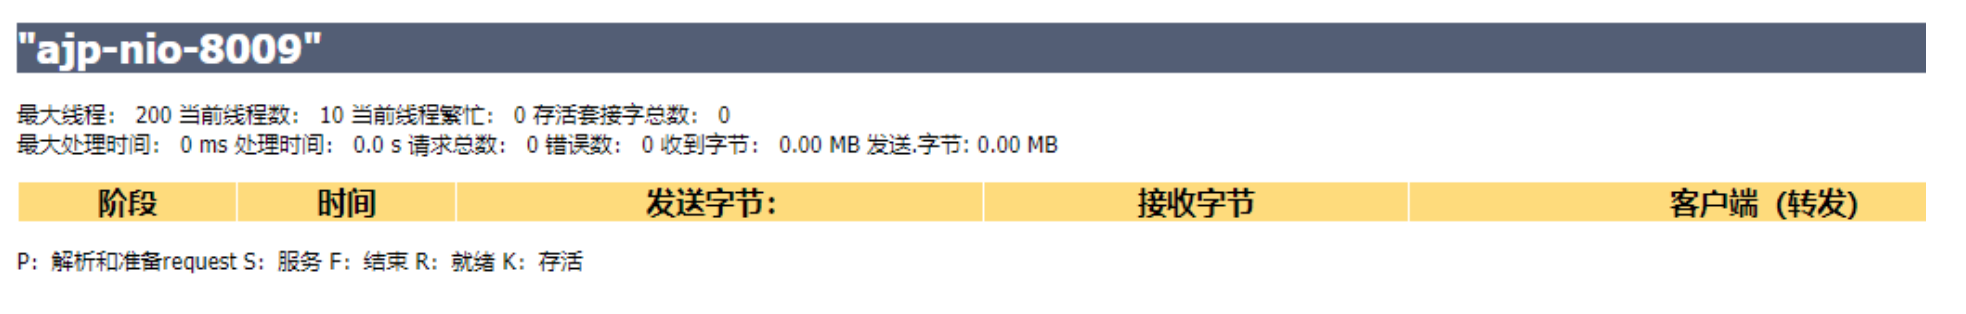 "ajp-nio-8009"
最大线程： 200 当前线程数： 10 当前线程繁忙： 0 存活套接字总数： 0
最大处理时间： 0 ms 处理时间： 0.0 s 请求总数： 0 错误数： 0 收到字节： 0.00 MB 发送.字节: 0.00 MB
阶段 时间 发送字节： 接收字节 客户端（转发）
P：解析和准备request S：服务 F：结束 R：就绪 K：存活